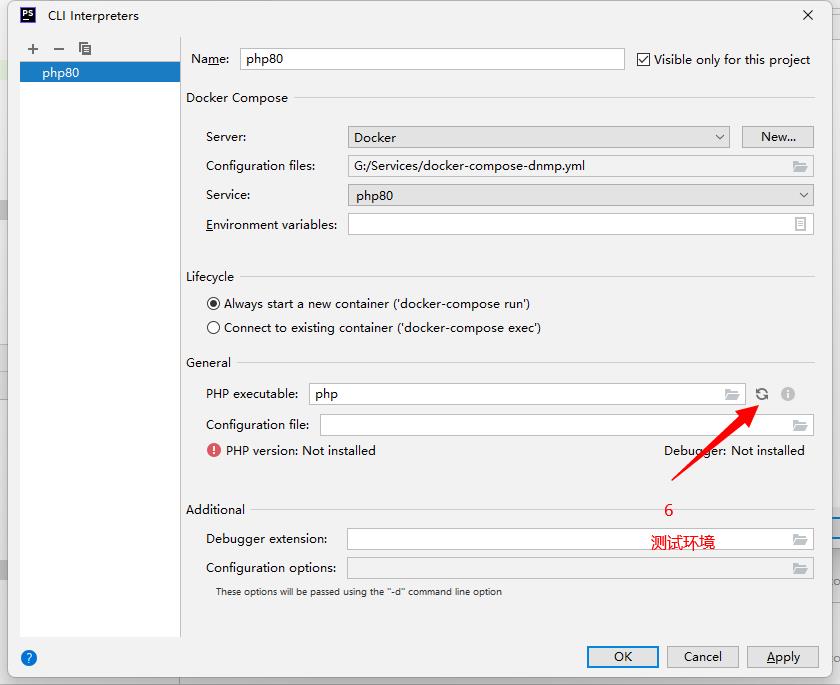 PS CLI Interpreters
php80
Name: php80 Visible only for this project
Docker Compose
Server: Docker New...
Configuration files: G:/Services/docker-compose-dnmp.yml
Service: php80
Environment variables:
Lifecycle
Always start a new container ('docker-compose run')
Connect to existing container ('docker-compose exec')
General
PHP executable: php
Configuration file:
PHP version: Not installed Debugger: Not installed
6
Additional
Debugger extension:
测试环境
Configuration options:
These options will be passed using the "-d" command line option
? OK Cancel Apply